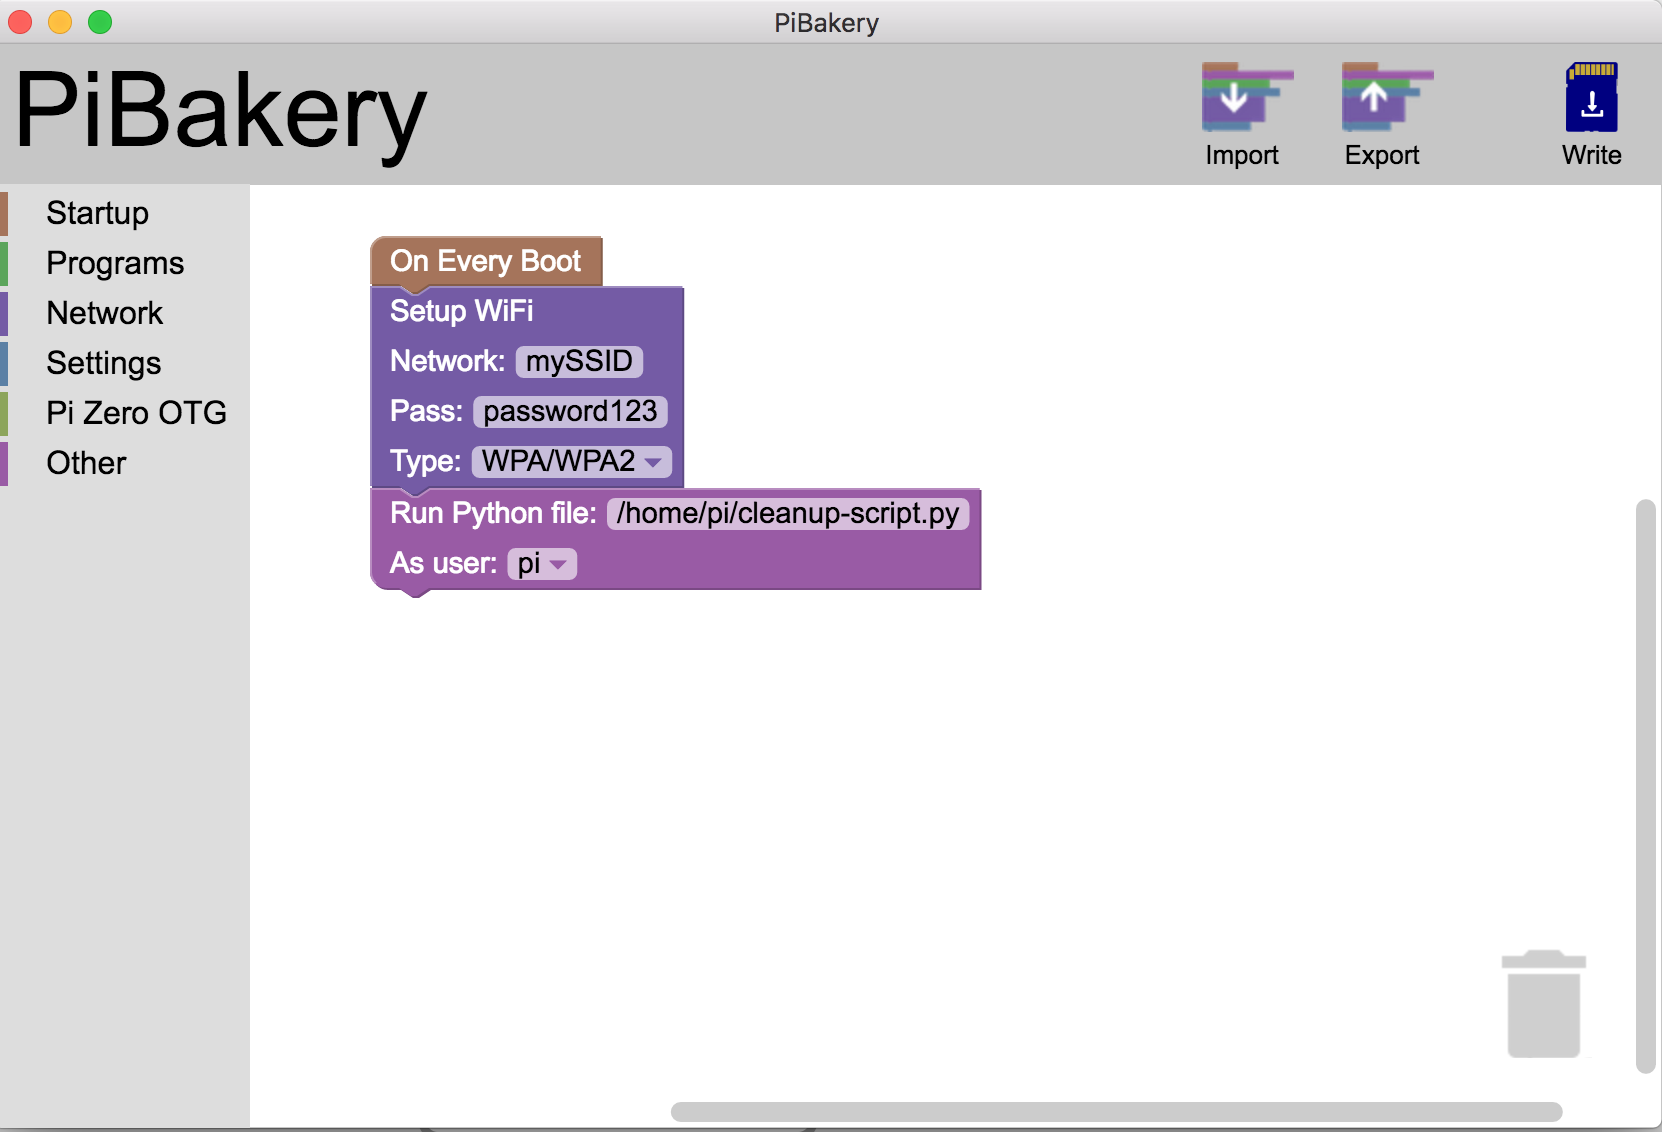 PiBakery
PiBakery
Import
Export
Write
Startup
Programs
Network
Settings
Pi Zero OTG
Other
On Every Boot
Setup WiFi
Network: mySSID
Pass: password123
Type: WPA/WPA2
Run Python file: /home/pi/cleanup-script.py
As user: pi